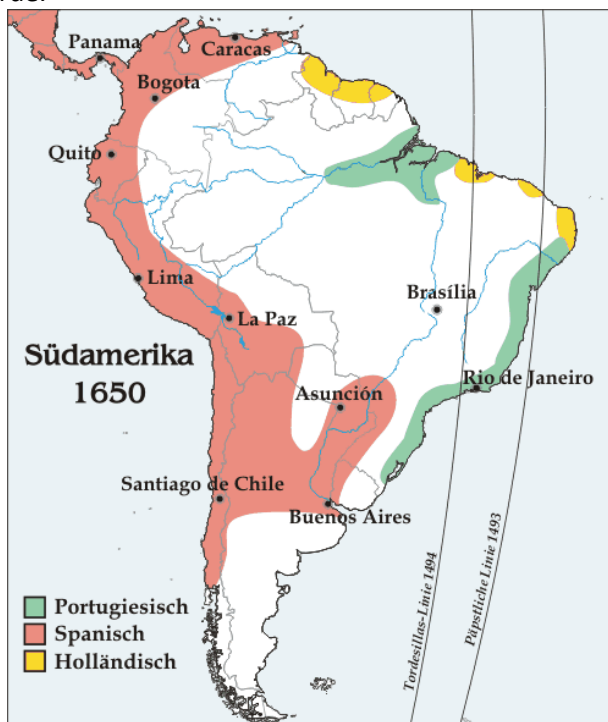 Panama
Caracas
Bogota
Quito
Lima
La Paz
Brasília
Südamerika
1650
Asunción
Rio de Janeiro
Santiago de Chile
Buenos Aires
Tordesillas-Linie 1494
Päpstliche Linie 1493
Portugiesisch
Spanisch
Holländisch